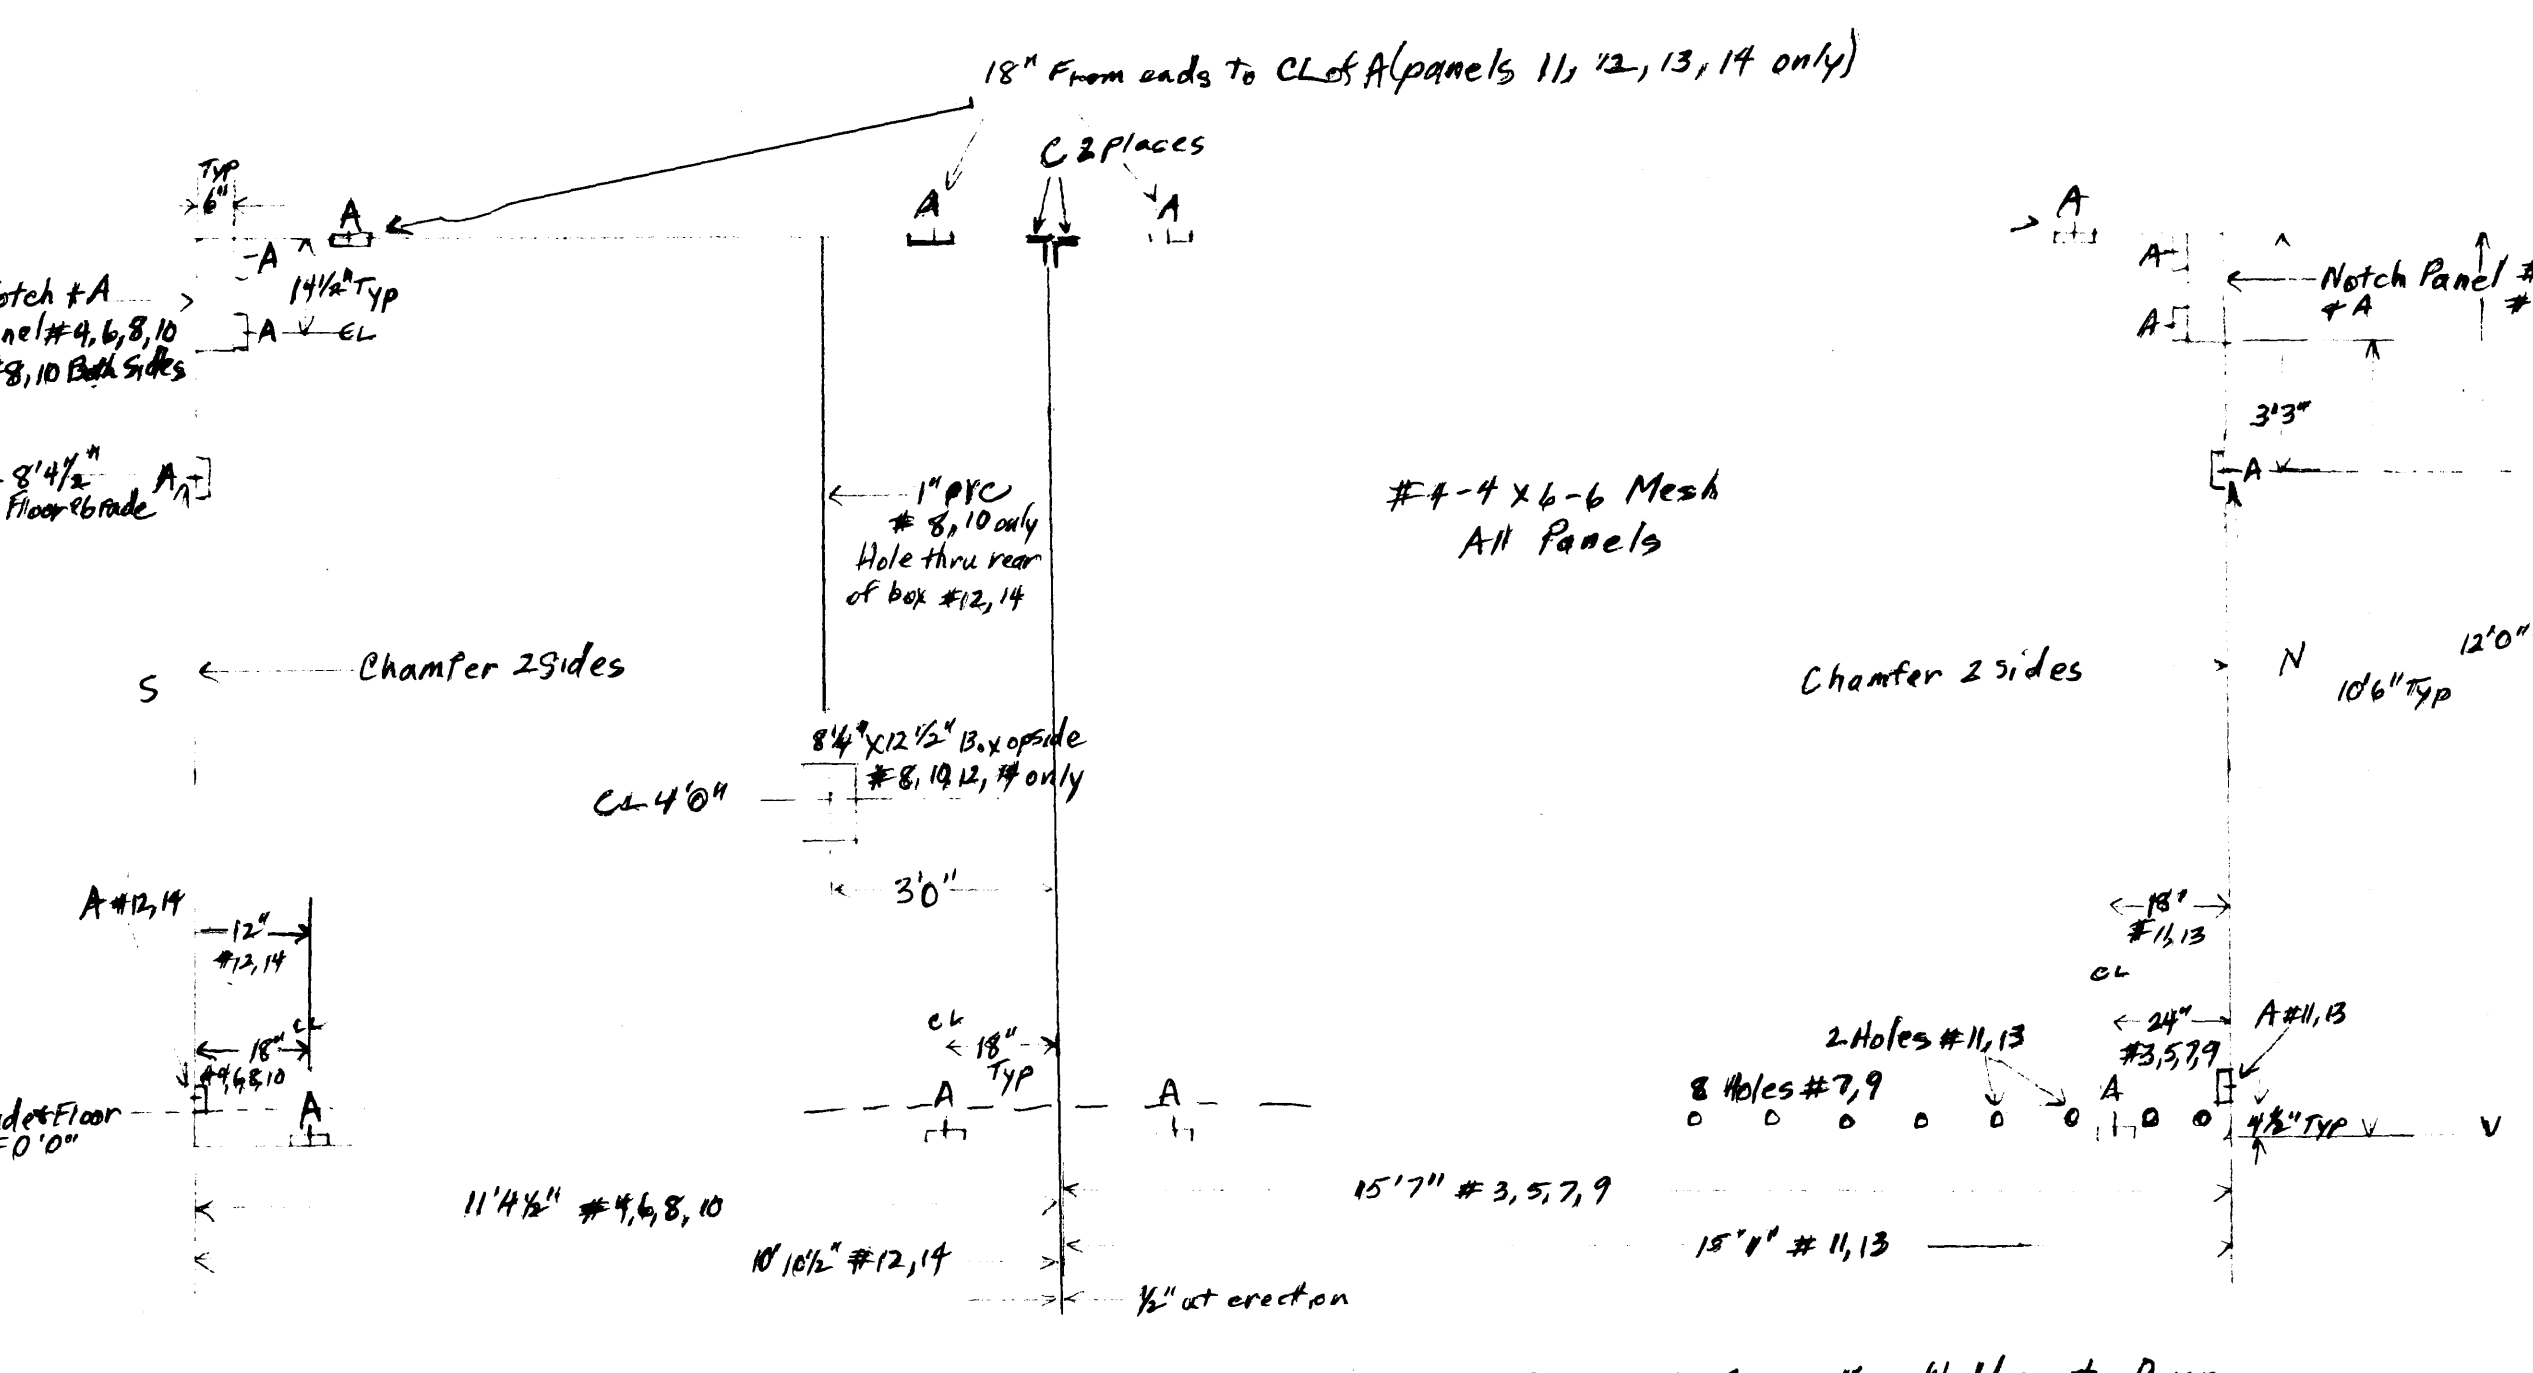 18" From ends to CL of A (panels 11, 12, 13, 14 only)
C 2 places
Typ
6"
A
A
A
A
A
14½" Typ
A
CL
otch & A
nel #4, 6, 8, 10
8, 10 Both Sides
A
A
Notch Panel #
& A
#
3'3"
8'4½"
Floor
A
A
1" PVC
# 8, 10 only
Hole thru rear
of box #12, 14
#4-4 x 6-6 Mesh
All Panels
S
Chamfer 2 Sides
Chamfer 2 Sides
N
12'0"
10'6" Typ
8¼" x 12½" Box opside
#8, 10, 12, 14 only
CL 4'0"
3'0"
A #12, 14
12"
#12, 14
18"
#11, 13
CL
CL
18"
#4, 6, 8, 10
A
CL
18"
Typ
A
A
2 Holes #11, 13
8 Holes #7, 9
24"
#3, 5, 7, 9
A
A #11, 13
4½" Typ
de & Floor
= 0'0"
11'4½" #4, 6, 8, 10
15'7" # 3, 5, 7, 9
10'10½" #12, 14
15'1" # 11, 13
½" at erection